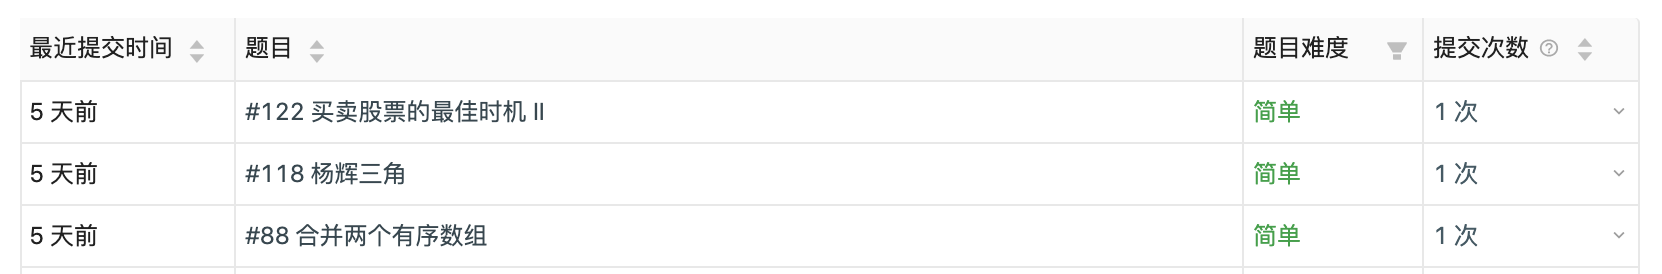 最近提交时间 题目 题目难度 提交次数
5 天前 #122 买卖股票的最佳时机 II 简单 1 次
5 天前 #118 杨辉三角 简单 1 次
5 天前 #88 合并两个有序数组 简单 1 次